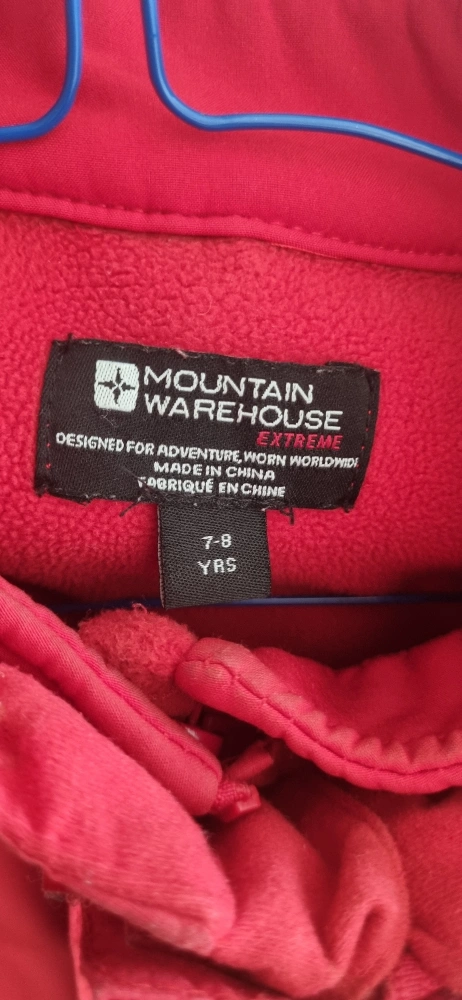 MOUNTAIN
WAREHOUSE
EXTREME
DESIGNED FOR ADVENTURE, WORN WORLDWIDE
MADE IN CHINA
FABRIQUÉ EN CHINE
7-8
YRS